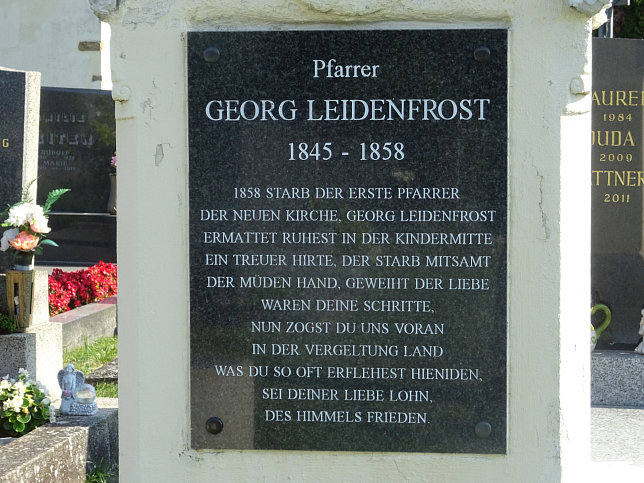 Pfarrer
GEORG LEIDENFROST
1845 - 1858
1858 STARB DER ERSTE PFARRER
DER NEUEN KIRCHE, GEORG LEIDENFROST
ERMATTET RUHEST IN DER KINDERMITTE
EIN TREUER HIRTE, DER STARB MITSAMT
DER MÜDEN HAND, GEWEIHT DER LIEBE
WAREN DEINE SCHRITTE,
NUN ZOGST DU UNS VORAN
IN DER VERGELTUNG LAND
WAS DU SO OFT ERFLEHEST HIENIDEN,
SEI DEINER LIEBE LOHN,
DES HIMMELS FRIEDEN.
1984
2009
2011